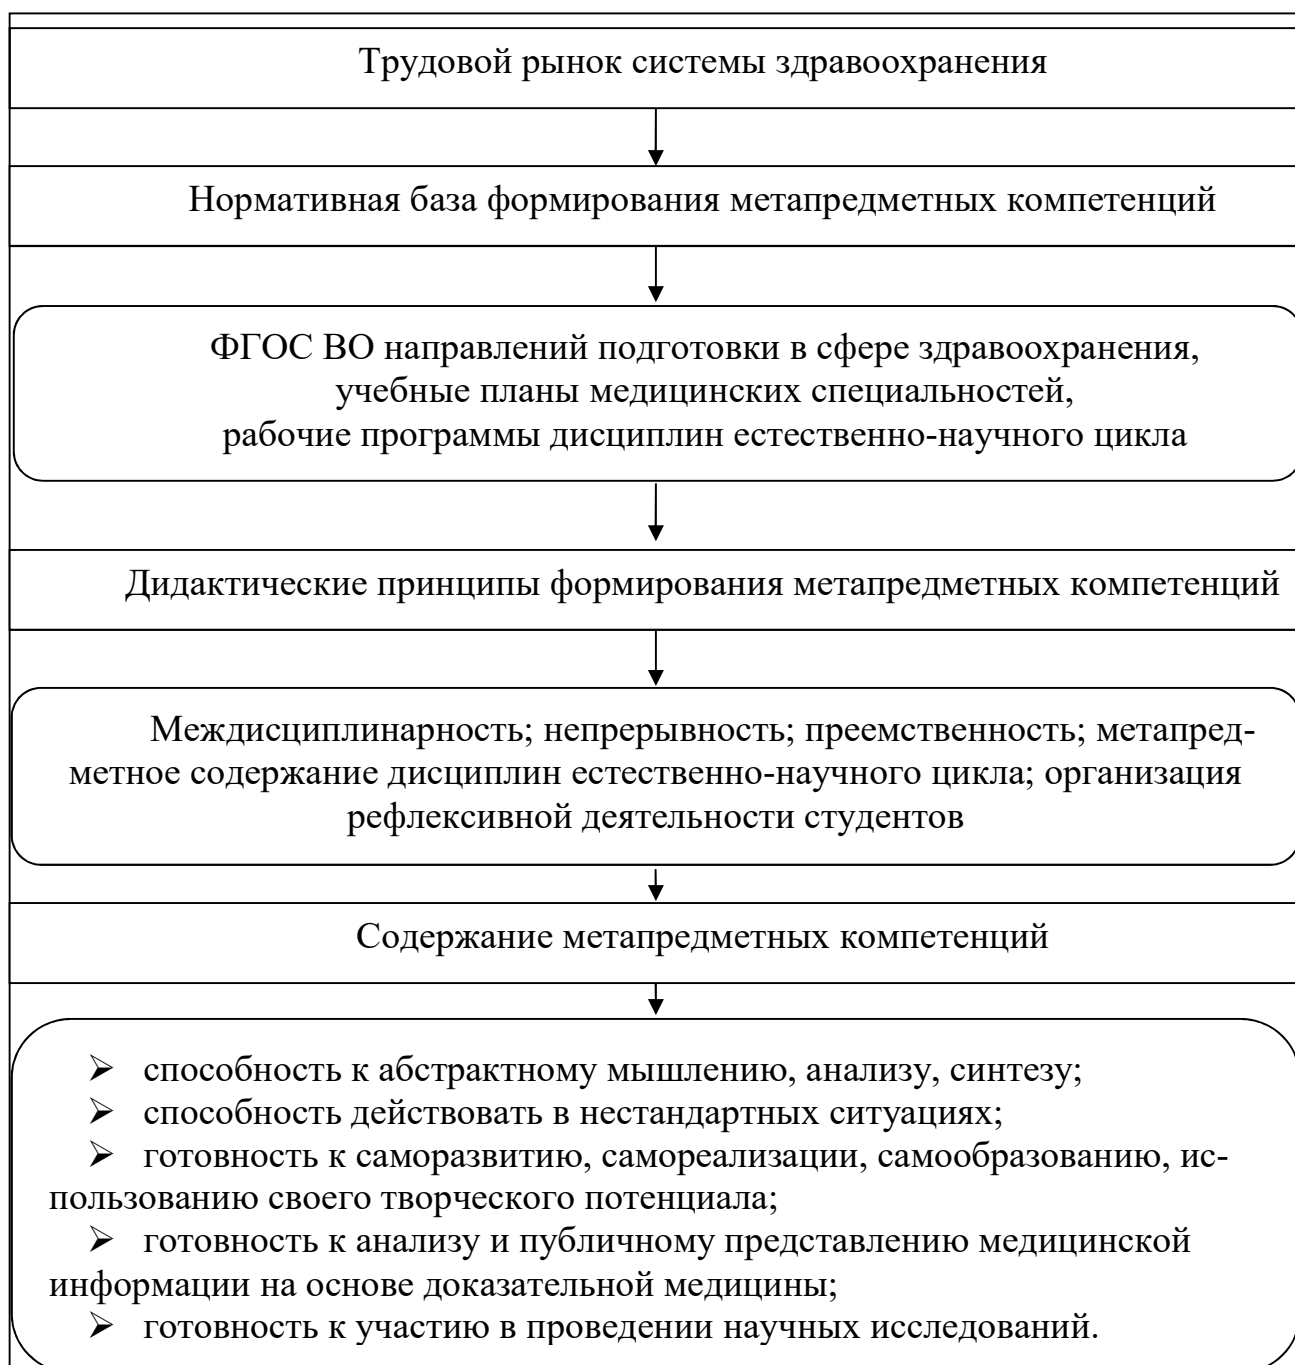 Трудовой рынок системы здравоохранения
Нормативная база формирования метапредметных компетенций
ФГОС ВО направлений подготовки в сфере здравоохранения,
учебные планы медицинских специальностей,
рабочие программы дисциплин естественно-научного цикла
Дидактические принципы формирования метапредметных компетенций
Междисциплинарность; непрерывность; преемственность; метапред-
метное содержание дисциплин естественно-научного цикла; организация
рефлексивной деятельности студентов
Содержание метапредметных компетенций
➢ способность к абстрактному мышлению, анализу, синтезу;
➢ способность действовать в нестандартных ситуациях;
➢ готовность к саморазвитию, самореализации, самообразованию, ис-
пользованию своего творческого потенциала;
➢ готовность к анализу и публичному представлению медицинской
информации на основе доказательной медицины;
➢ готовность к участию в проведении научных исследований.